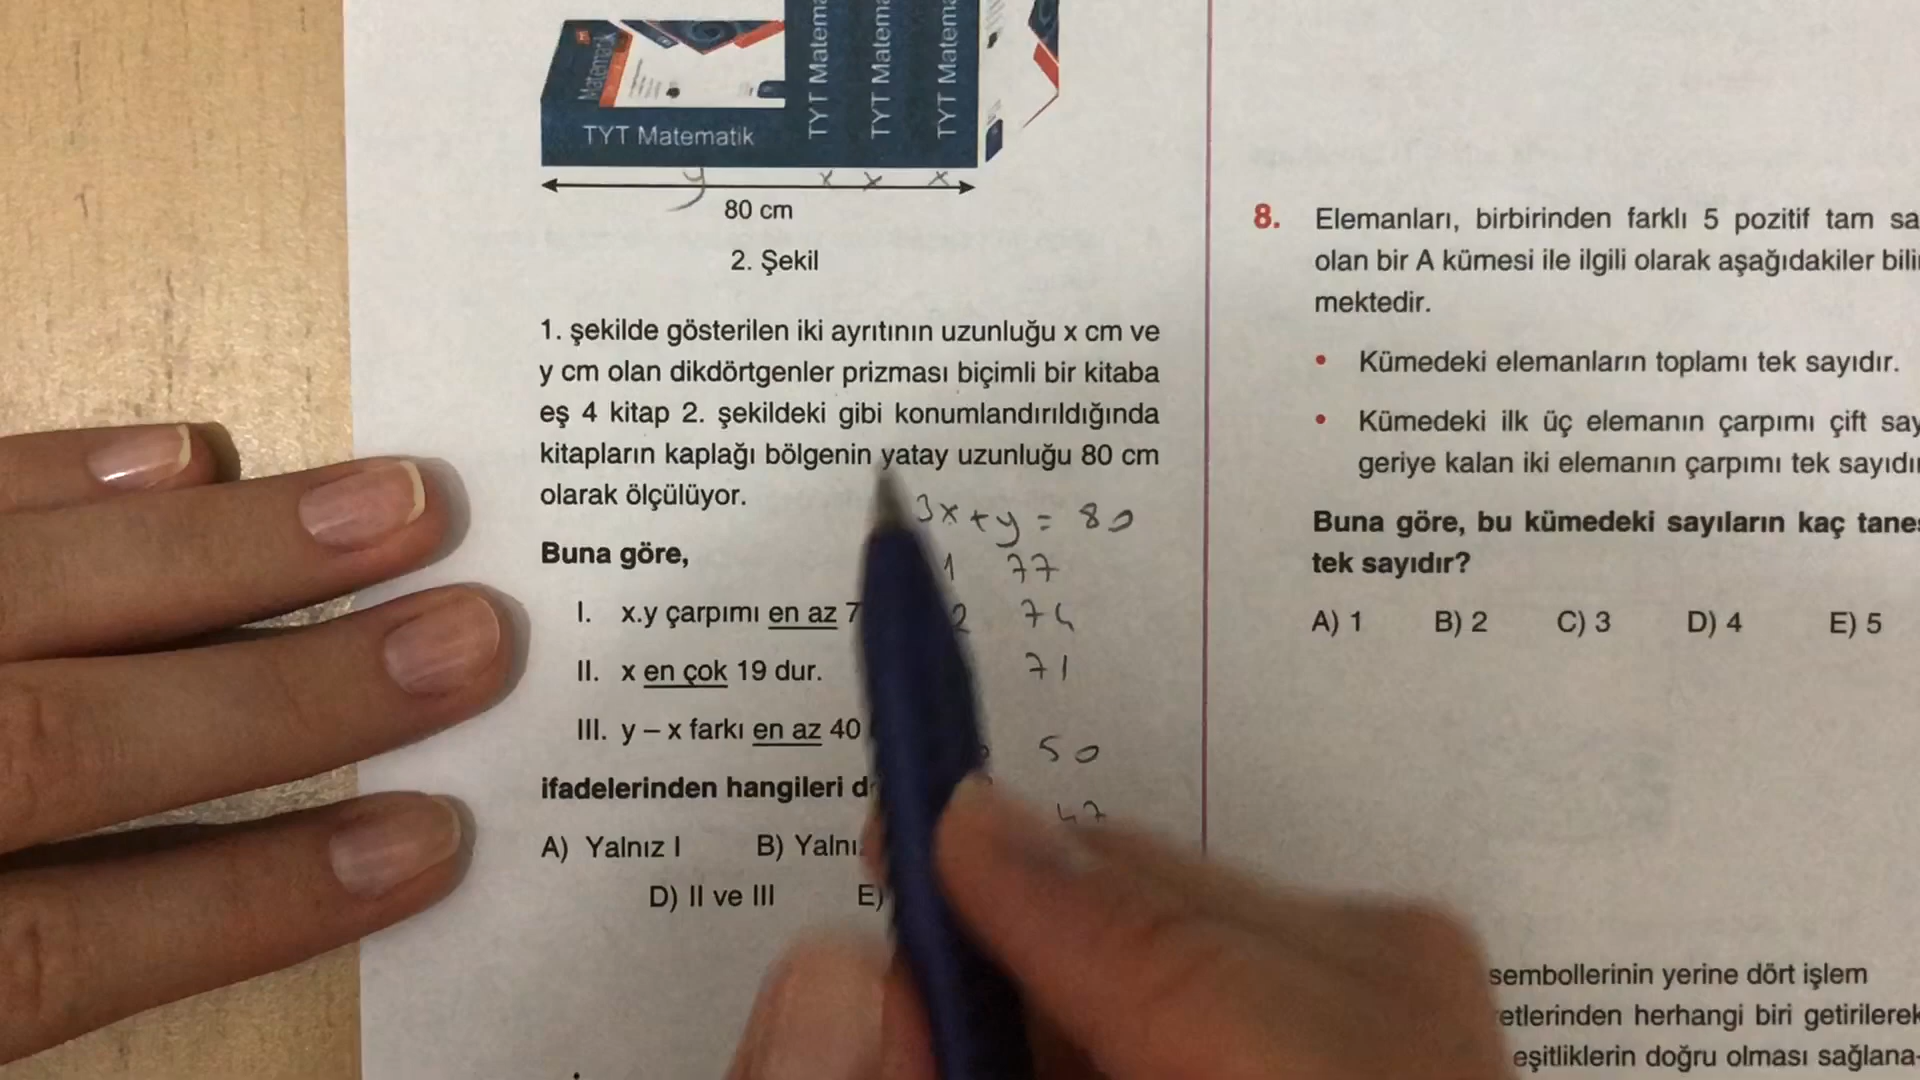 Matematik
TYT Matematik
TYT Matema
TYT Matema
TYT Matema
y x x x
80 cm
2. Şekil
1. şekilde gösterilen iki ayrıtının uzunluğu x cm ve
y cm olan dikdörtgenler prizması biçimli bir kitaba
eş 4 kitap 2. şekildeki gibi konumlandırıldığında
kitapların kapladığı bölgenin yatay uzunluğu 80 cm
olarak ölçülüyor.
3x + y = 80
Buna göre,
1 77
I. x.y çarpımı en az 7
2 74
II. x en çok 19 dur.
71
III. y – x farkı en az 40
50
ifadelerinden hangileri d
47
A) Yalnız I B) Yalnı
D) II ve III E)
8. Elemanları, birbirinden farklı 5 pozitif tam sa
olan bir A kümesi ile ilgili olarak aşağıdakiler bili
mektedir.
• Kümedeki elemanların toplamı tek sayıdır.
• Kümedeki ilk üç elemanın çarpımı çift say
geriye kalan iki elemanın çarpımı tek sayıdı
Buna göre, bu kümedeki sayıların kaç tane
tek sayıdır?
A) 1 B) 2 C) 3 D) 4 E) 5
sembollerinin yerine dört işlem
etlerinden herhangi biri getirilerek
eşitliklerin doğru olması sağlana-